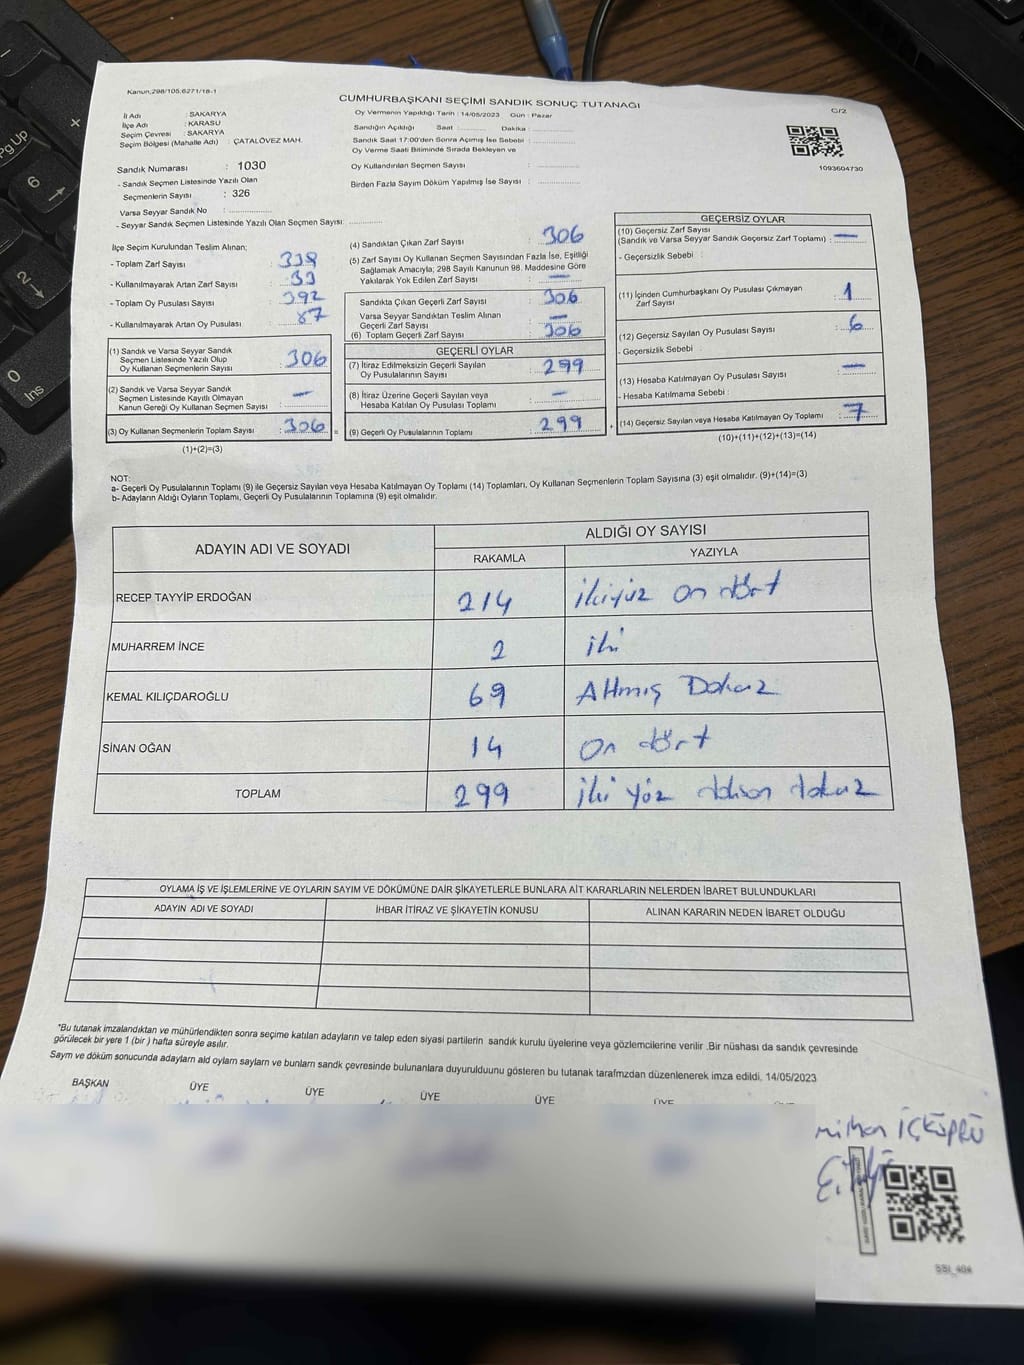 Kanun;298/105,6271/18-1
CUMHURBAŞKANI SEÇİMİ SANDIK SONUÇ TUTANAĞI
G/2
İl Adı : SAKARYA
İlçe Adı : KARASU
Seçim Çevresi : SAKARYA
Seçim Bölgesi (Mahalle Adı) : ÇATALÖVEZ MAH.
Sandık Numarası : 1030
- Sandık Seçmen Listesinde Yazılı Olan
Seçmenlerin Sayısı : 326
Varsa Seyyar Sandık No : ..................
- Seyyar Sandık Seçmen Listesinde Yazılı Olan Seçmen Sayısı: ..............
Oy Vermenin Yapıldığı Tarih : 14/05/2023 Gün : Pazar
Sandığın Açıldığı Saat :........... Dakika : ................
Sandık Saat 17:00'den Sonra Açımış İse Sebebi : ................
Oy Verme Saati Bitiminde Sırada Bekleyen ve
Oy Kullandırılan Seçmen Sayısı : ................
Birden Fazla Sayım Döküm Yapılmış İse Sayısı : ................
1093604730
İlçe Seçim Kurulundan Teslim Alınan;
- Toplam Zarf Sayısı : 339
- Kullanılmayarak Artan Zarf Sayısı : 33
- Toplam Oy Pusulası Sayısı : 392
- Kullanılmayarak Artan Oy Pusulası : 87
(1) Sandık ve Varsa Seyyar Sandık
Seçmen Listesinde Yazılı Olup
Oy Kullanan Seçmenlerin Sayısı : 306
(2) Sandık ve Varsa Seyyar Sandık
Seçmen Listesinde Kayıtlı Olmayan
Kanun Gereği Oy Kullanan Seçmen Sayısı : —
(3) Oy Kullanan Seçmenlerin Toplam Sayısı : 306 =
(1)+(2)=(3)
(4) Sandıktan Çıkan Zarf Sayısı : 306
(5) Zarf Sayısı Oy Kullanan Seçmen Sayısından Fazla İse, Eşitliği
Sağlamak Amacıyla, 298 Sayılı Kanunun 98. Maddesine Göre
Yakılarak Yok Edilen Zarf Sayısı : —
Sandıkta Çıkan Geçerli Zarf Sayısı : 306
Varsa Seyyar Sandıktan Teslim Alınan
Geçerli Zarf Sayısı : —
(6) Toplam Geçerli Zarf Sayısı : 306
GEÇERLİ OYLAR
(7) İtiraz Edilmeksizin Geçerli Sayılan
Oy Pusulalarının Sayısı : 299
(8) İtiraz Üzerine Geçerli Sayılan veya
Hesaba Katılan Oy Pusulası Toplamı : —
(9) Geçerli Oy Pusulalarının Toplamı : 299 +
GEÇERSİZ OYLAR
(10) Geçersiz Zarf Sayısı
(Sandık ve Varsa Seyyar Sandık Geçersiz Zarf Toplamı) : —
- Geçersizlik Sebebi :
(11) İçinden Cumhurbaşkanı Oy Pusulası Çıkmayan
Zarf Sayısı : 1
(12) Geçersiz Sayılan Oy Pusulası Sayısı : 6
- Geçersizlik Sebebi :
(13) Hesaba Katılmayan Oy Pusulası Sayısı : —
- Hesaba Katılmama Sebebi :
(14) Geçersiz Sayılan veya Hesaba Katılmayan Oy Toplamı : 7
(10)+(11)+(12)+(13)=(14)
NOT:
a- Geçerli Oy Pusulalarının Toplamı (9) ile Geçersiz Sayılan veya Hesaba Katılmayan Oy Toplamı (14) Toplamları, Oy Kullanan Seçmenlerin Toplam Sayısına (3) eşit olmalıdır. (9)+(14)=(3)
b- Adayların Aldığı Oyların Toplamı, Geçerli Oy Pusulalarının Toplamına (9) eşit olmalıdır.
ADAYIN ADI VE SOYADI
ALDIĞI OY SAYISI
RAKAMLA YAZIYLA
RECEP TAYYİP ERDOĞAN 214 ikiyüz on dört
MUHARREM İNCE 2 iki
KEMAL KILIÇDAROĞLU 69 Altmış Dokuz
SİNAN OĞAN 14 on dört
TOPLAM 299 iki yüz doksan dokuz
OYLAMA İŞ VE İŞLEMLERİNE VE OYLARIN SAYIM VE DÖKÜMÜNE DAİR ŞİKAYETLERLE BUNLARA AİT KARARLARIN NELERDEN İBARET BULUNDUKLARI
ADAYIN ADI VE SOYADI İHBAR İTİRAZ VE ŞİKAYETİN KONUSU ALINAN KARARIN NEDEN İBARET OLDUĞU
*Bu tutanak imzalandıktan ve mühürlendikten sonra seçime katılan adayların ve talep eden siyasi partilerin sandık kurulu üyelerine veya gözlemcilerine verilir .Bir nüshası da sandık çevresinde
görülecek bir yere 1 (bir ) hafta süreyle asılır.
Saym ve döküm sonucunda adaylarn ald oylarn saylarn ve bunlarn sandk çevresinde bulunanlara duyurulduunu gösteren bu tutanak tarafmzdan düzenlenerek imza edildi, 14/05/2023
BAŞKAN ÜYE ÜYE ÜYE ÜYE ÜYE
İÇKÖPRÜ
SSI_40A